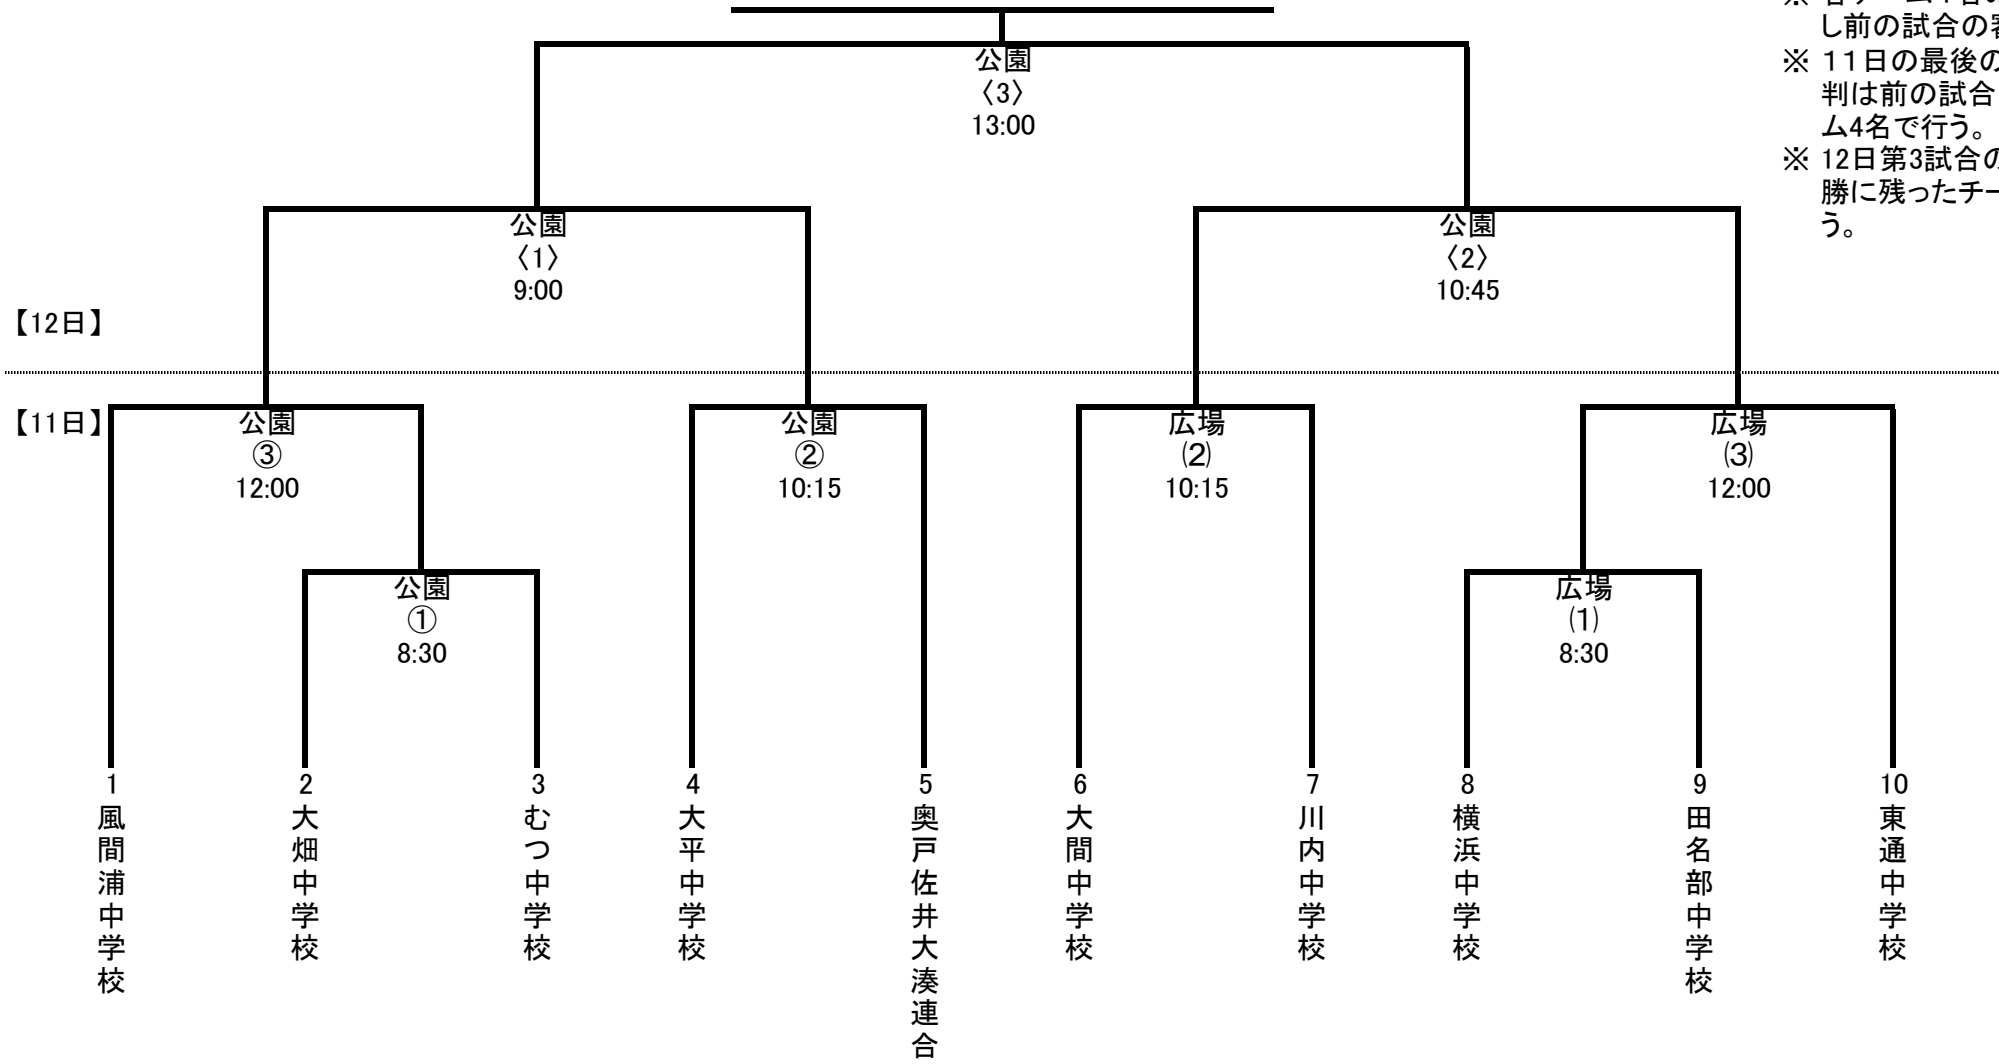 公園
〈3〉
13:00
し前の試合の
※ 11日の最後の
判は前の試合
ム4名で行う。
※ 12日第3試合の
勝に残ったチー
う。
公園
〈1〉
9:00
公園
〈2〉
10:45
【12日】
【11日】
公園
③
12:00
公園
②
10:15
広場
(2)
10:15
広場
(3)
12:00
公園
①
8:30
広場
(1)
8:30
1
風間浦中学校
2
大畑中学校
3
むつ中学校
4
大平中学校
5
奥戸佐井大湊連合
6
大間中学校
7
川内中学校
8
横浜中学校
9
田名部中学校
10
東通中学校